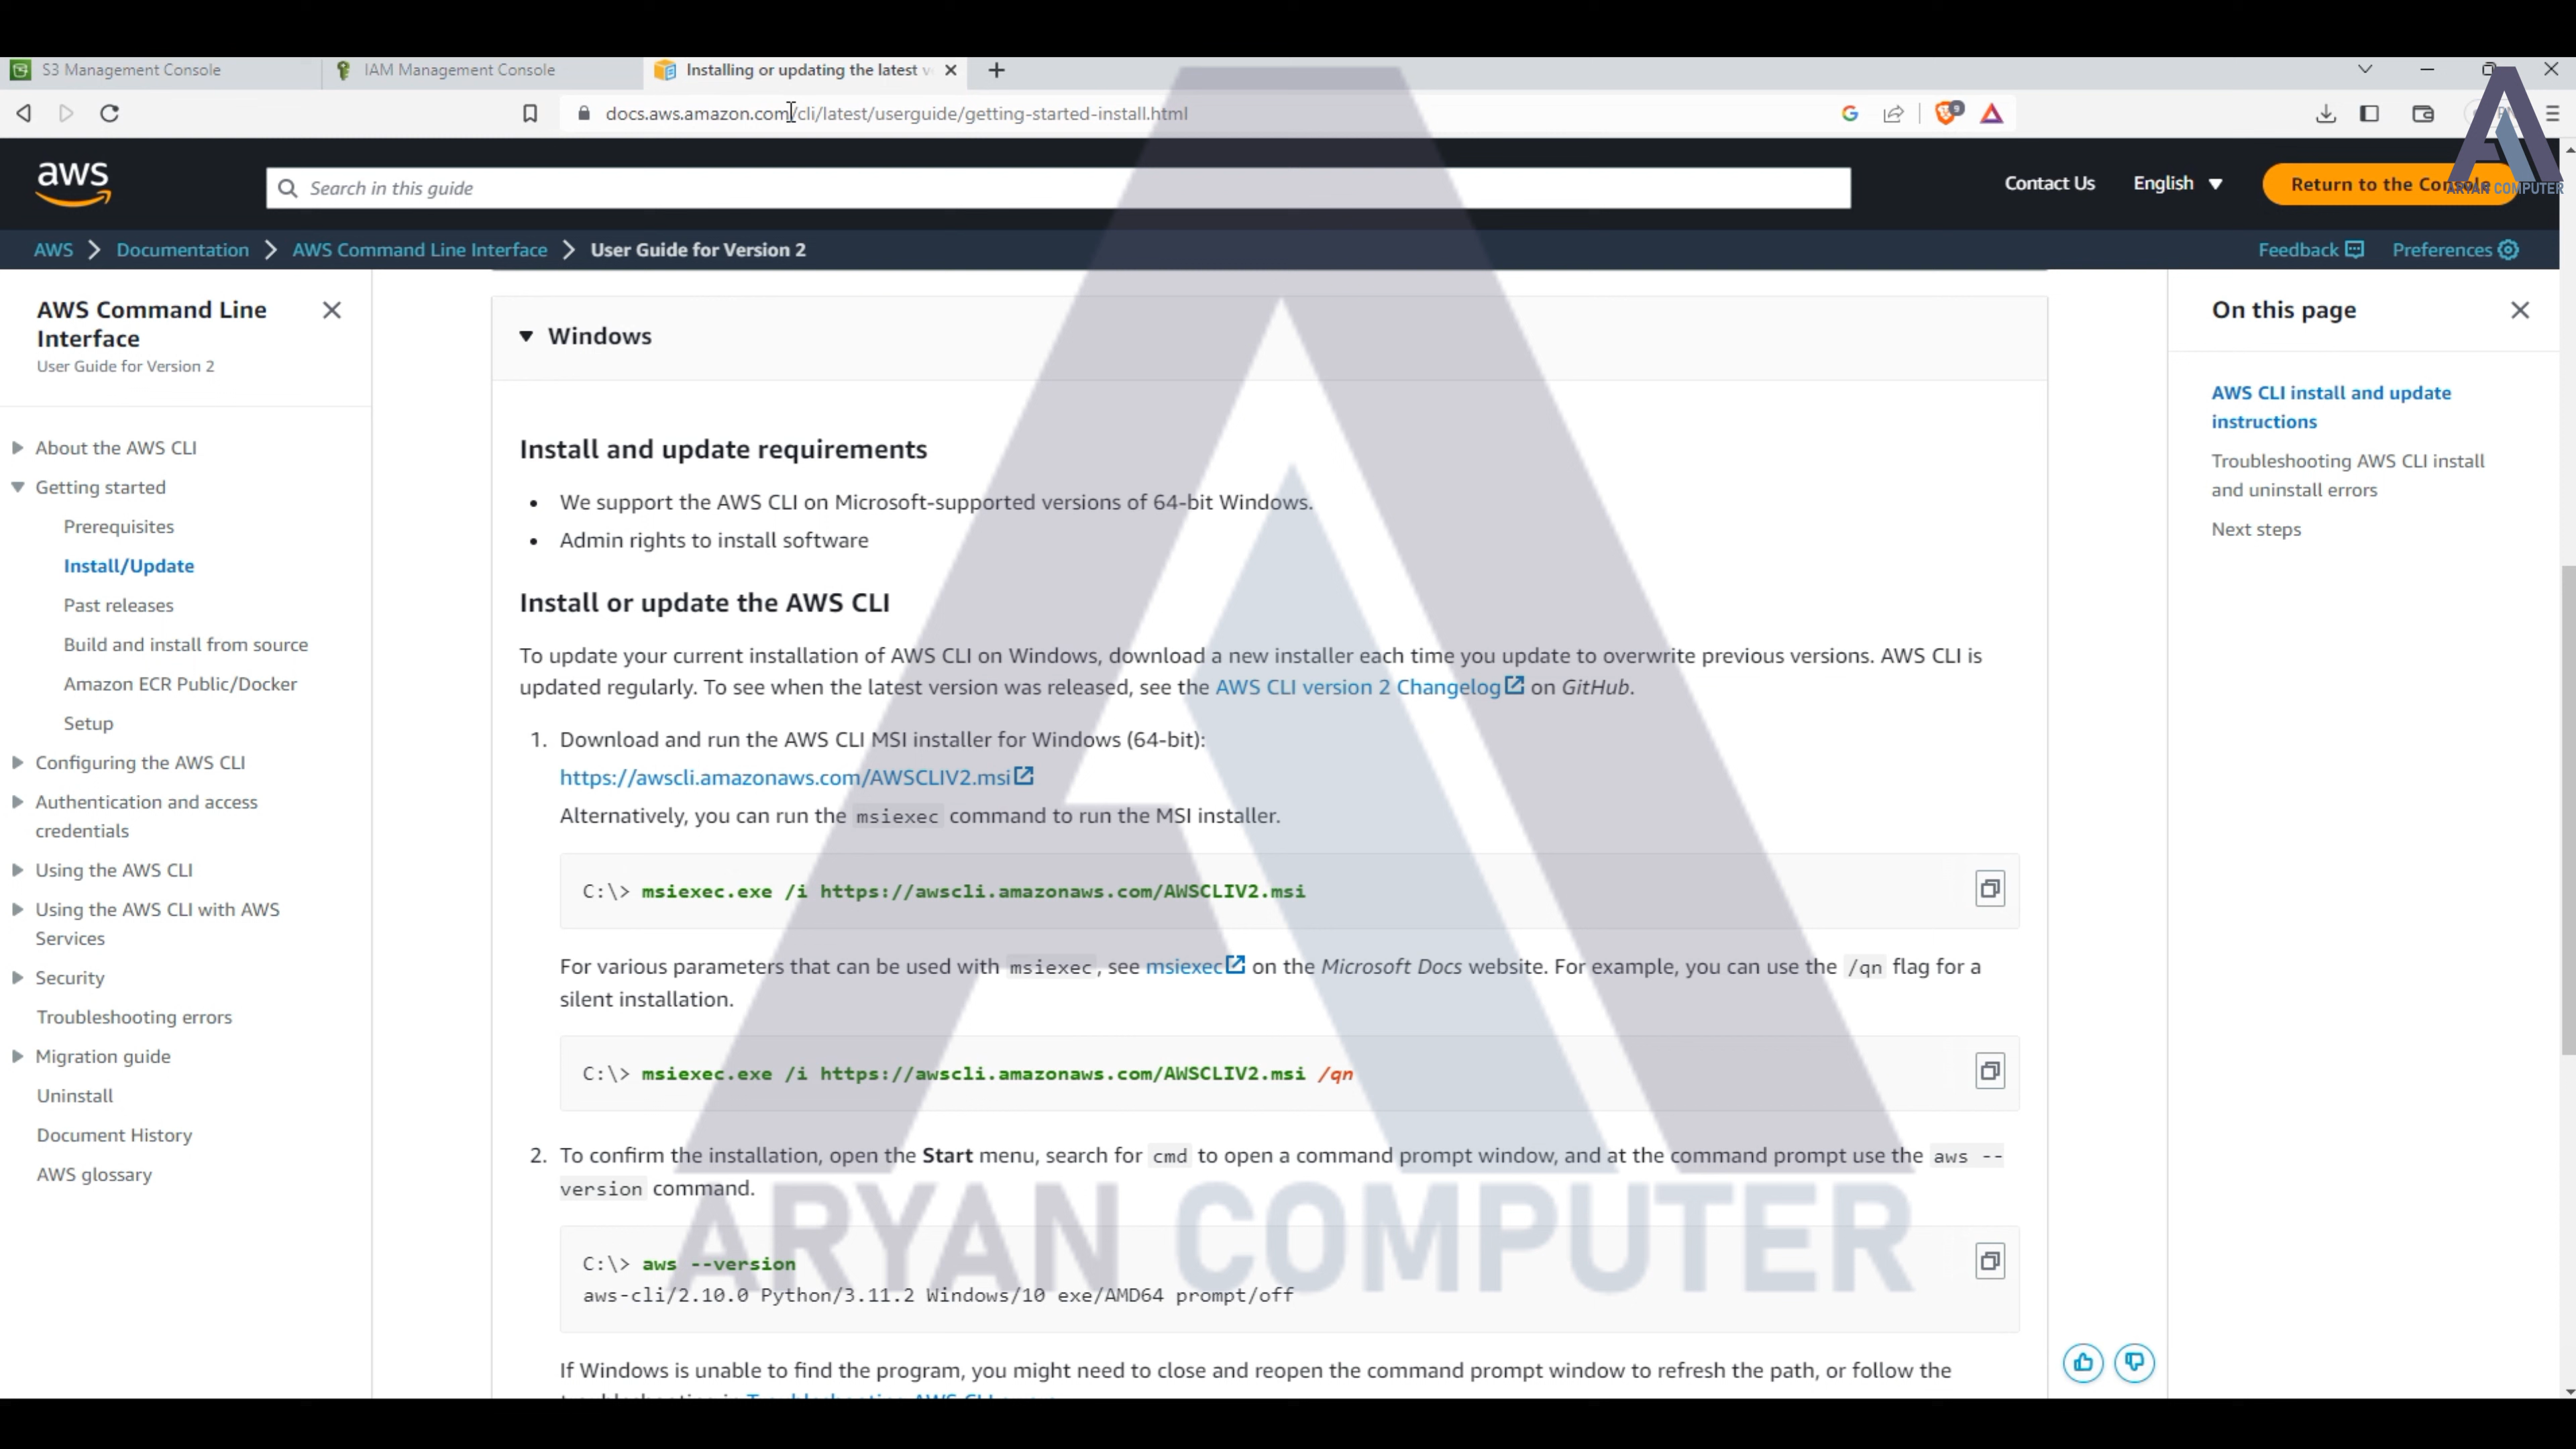 S3 Management Console
IAM Management Console
Installing or updating the latest v
docs.aws.amazon.com/cli/latest/userguide/getting-started-install.html
9
aws
Search in this guide
Contact Us
English
Return to the Console
ARYAN COMPUTER
AWS
Documentation
AWS Command Line Interface
User Guide for Version 2
Feedback
Preferences
AWS Command Line
Interface
User Guide for Version 2
About the AWS CLI
Getting started
Prerequisites
Install/Update
Past releases
Build and install from source
Amazon ECR Public/Docker
Setup
Configuring the AWS CLI
Authentication and access
credentials
Using the AWS CLI
Using the AWS CLI with AWS
Services
Security
Troubleshooting errors
Migration guide
Uninstall
Document History
AWS glossary
Windows
Install and update requirements
• We support the AWS CLI on Microsoft-supported versions of 64-bit Windows.
• Admin rights to install software
Install or update the AWS CLI
To update your current installation of AWS CLI on Windows, download a new installer each time you update to overwrite previous versions. AWS CLI is
updated regularly. To see when the latest version was released, see the AWS CLI version 2 Changelog on GitHub.
1. Download and run the AWS CLI MSI installer for Windows (64-bit):
https://awscli.amazonaws.com/AWSCLIV2.msi
Alternatively, you can run the msiexec command to run the MSI installer.
C:\> msiexec.exe /i https://awscli.amazonaws.com/AWSCLIV2.msi
For various parameters that can be used with msiexec, see msiexec on the Microsoft Docs website. For example, you can use the /qn flag for a
silent installation.
C:\> msiexec.exe /i https://awscli.amazonaws.com/AWSCLIV2.msi /qn
2. To confirm the installation, open the Start menu, search for cmd to open a command prompt window, and at the command prompt use the aws --
version command.
C:\> aws --version
aws-cli/2.10.0 Python/3.11.2 Windows/10 exe/AMD64 prompt/off
If Windows is unable to find the program, you might need to close and reopen the command prompt window to refresh the path, or follow the
ARYAN COMPUTER
On this page
AWS CLI install and update
instructions
Troubleshooting AWS CLI install
and uninstall errors
Next steps